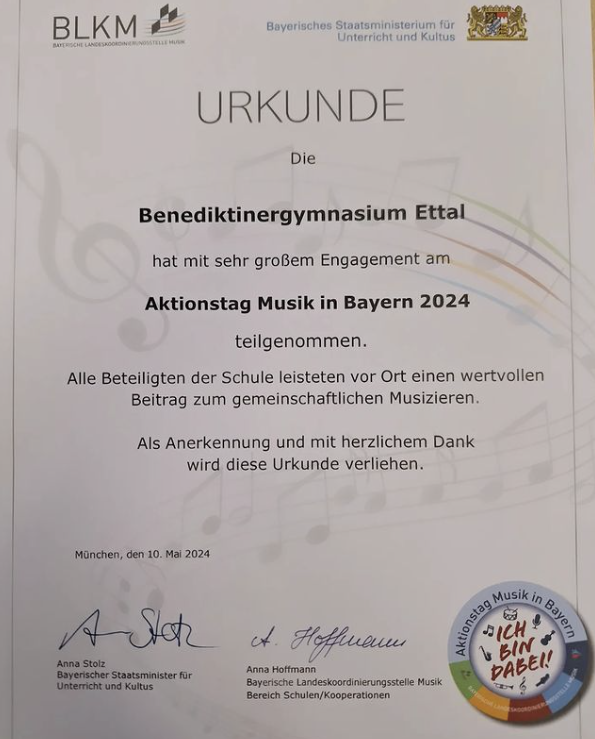 BLKM
BAYERISCHE LANDESKOORDINIERUNGSSTELLE MUSIK
Bayerisches Staatsministerium für
Unterricht und Kultus
URKUNDE
Die
Benediktinergymnasium Ettal
hat mit sehr großem Engagement am
Aktionstag Musik in Bayern 2024
teilgenommen.
Alle Beteiligten der Schule leisteten vor Ort einen wertvollen
Beitrag zum gemeinschaftlichen Musizieren.
Als Anerkennung und mit herzlichem Dank
wird diese Urkunde verliehen.
München, den 10. Mai 2024
A Stolz
Anna Stolz
Bayerischer Staatsminister für
Unterricht und Kultus
A. Hoffmann
Anna Hoffmann
Bayerische Landeskoordinierungsstelle Musik
Bereich Schulen/Kooperationen
Aktionstag Musik in Bayern
ICH
BIN
DABEI!
BAYERISCHE LANDESKOORDINIERUNGSSTELLE MUSIK